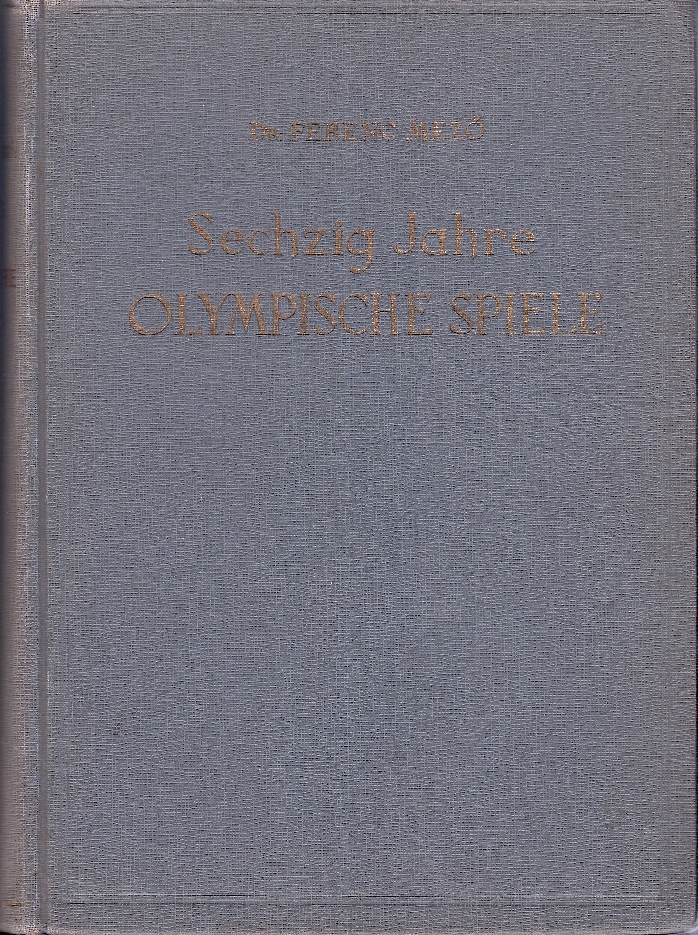 DR. FERENC MEZŐ
Sechzig Jahre
OLYMPISCHE SPIELE